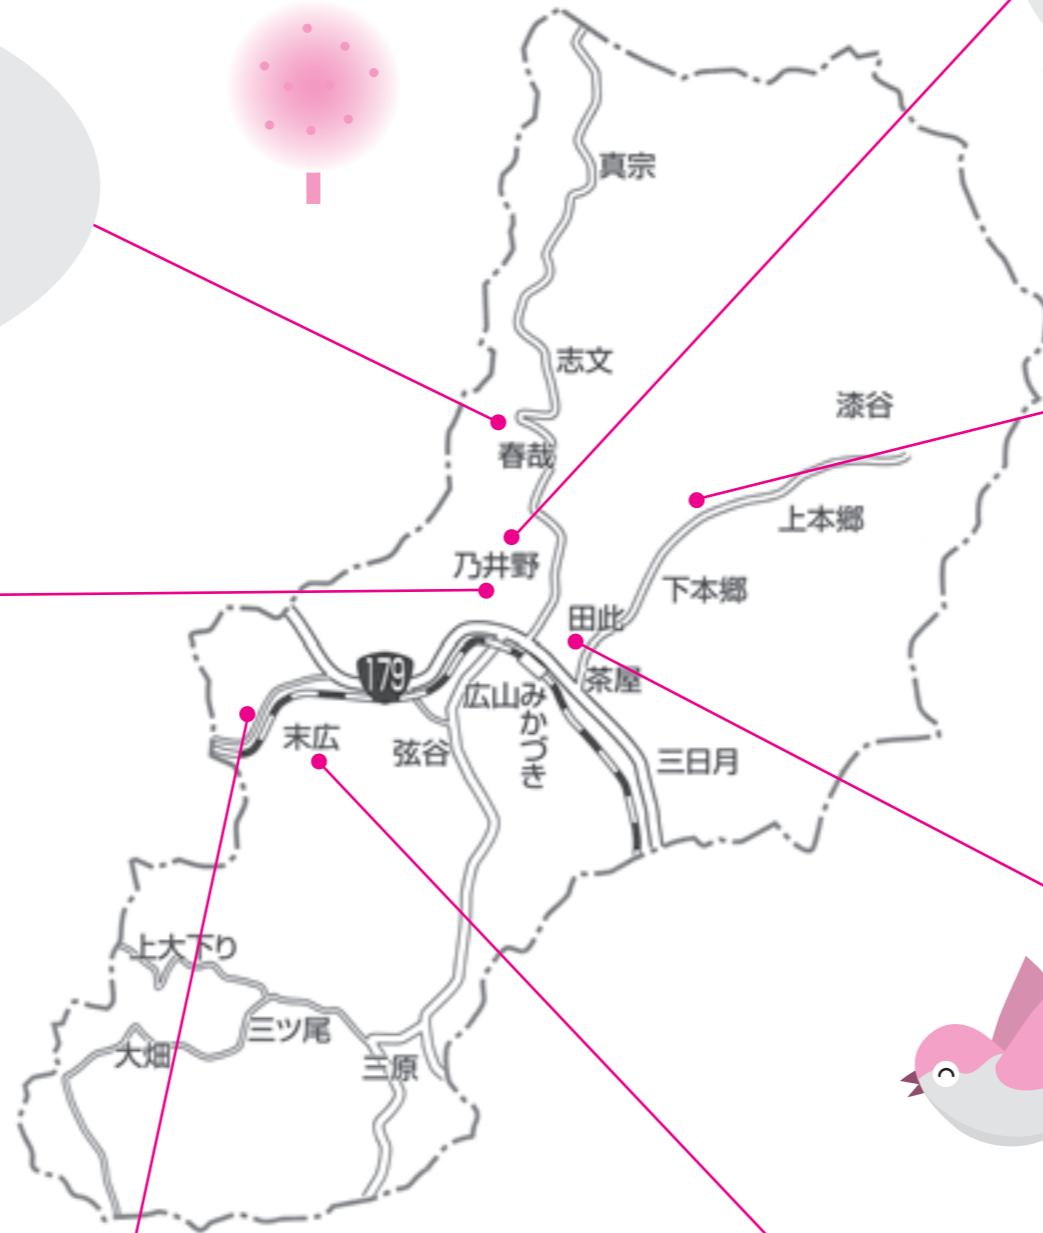 真宗
志文
漆谷
春哉
上本郷
乃井野
下本郷
田此
179
茶屋
広山
みかづき
末広
弦谷
三日月
上大下り
三ツ尾
大畑
三原